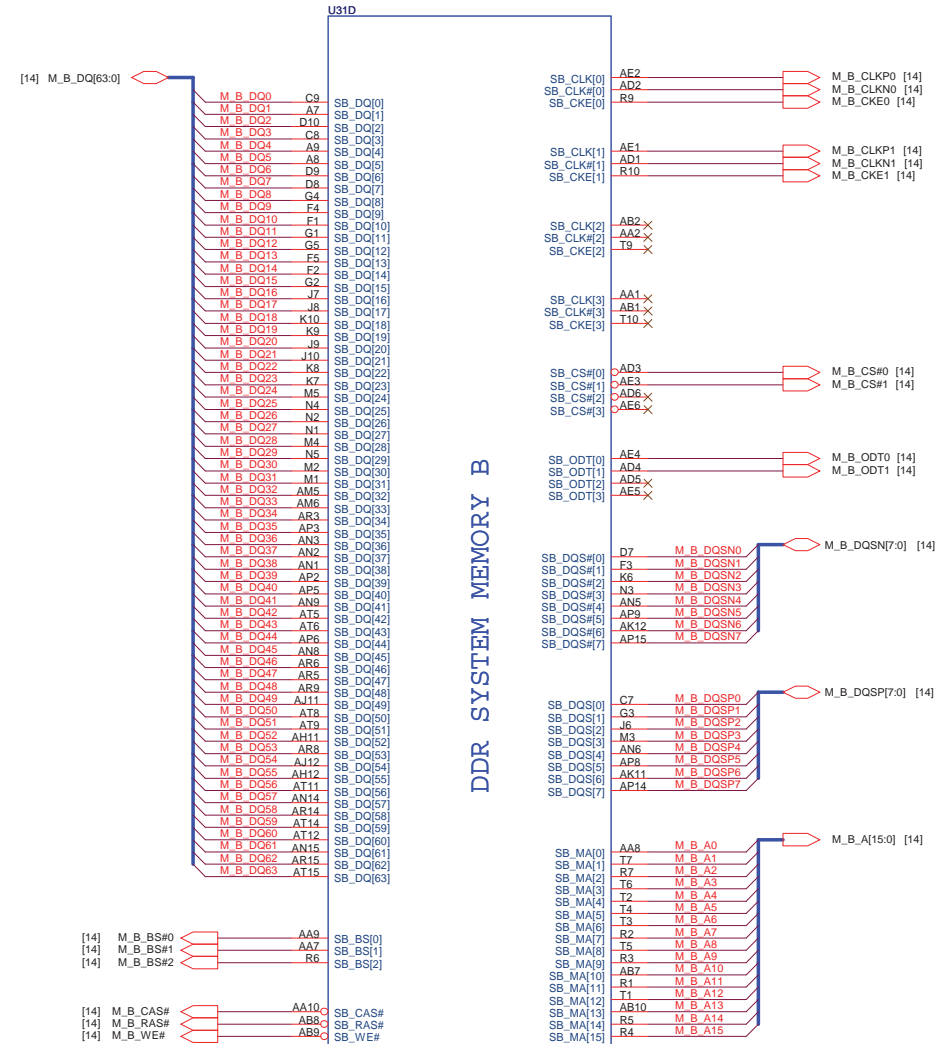 U31D
[14] M_B_DQ[63:0]
M_B_DQ0 C9 SB_DQ[0]
M_B_DQ1 A7 SB_DQ[1]
M_B_DQ2 D10 SB_DQ[2]
M_B_DQ3 C8 SB_DQ[3]
M_B_DQ4 A9 SB_DQ[4]
M_B_DQ5 A8 SB_DQ[5]
M_B_DQ6 D9 SB_DQ[6]
M_B_DQ7 D8 SB_DQ[7]
M_B_DQ8 G4 SB_DQ[8]
M_B_DQ9 F4 SB_DQ[9]
M_B_DQ10 F1 SB_DQ[10]
M_B_DQ11 G1 SB_DQ[11]
M_B_DQ12 G5 SB_DQ[12]
M_B_DQ13 F5 SB_DQ[13]
M_B_DQ14 F2 SB_DQ[14]
M_B_DQ15 G2 SB_DQ[15]
M_B_DQ16 J7 SB_DQ[16]
M_B_DQ17 J8 SB_DQ[17]
M_B_DQ18 K10 SB_DQ[18]
M_B_DQ19 K9 SB_DQ[19]
M_B_DQ20 J9 SB_DQ[20]
M_B_DQ21 J10 SB_DQ[21]
M_B_DQ22 K8 SB_DQ[22]
M_B_DQ23 K7 SB_DQ[23]
M_B_DQ24 M5 SB_DQ[24]
M_B_DQ25 N4 SB_DQ[25]
M_B_DQ26 N2 SB_DQ[26]
M_B_DQ27 N1 SB_DQ[27]
M_B_DQ28 M4 SB_DQ[28]
M_B_DQ29 N5 SB_DQ[29]
M_B_DQ30 M2 SB_DQ[30]
M_B_DQ31 M1 SB_DQ[31]
M_B_DQ32 AM5 SB_DQ[32]
M_B_DQ33 AM6 SB_DQ[33]
M_B_DQ34 AR3 SB_DQ[34]
M_B_DQ35 AP3 SB_DQ[35]
M_B_DQ36 AN3 SB_DQ[36]
M_B_DQ37 AN2 SB_DQ[37]
M_B_DQ38 AN1 SB_DQ[38]
M_B_DQ39 AP2 SB_DQ[39]
M_B_DQ40 AP5 SB_DQ[40]
M_B_DQ41 AN9 SB_DQ[41]
M_B_DQ42 AT5 SB_DQ[42]
M_B_DQ43 AT6 SB_DQ[43]
M_B_DQ44 AP6 SB_DQ[44]
M_B_DQ45 AN8 SB_DQ[45]
M_B_DQ46 AR6 SB_DQ[46]
M_B_DQ47 AR5 SB_DQ[47]
M_B_DQ48 AR9 SB_DQ[48]
M_B_DQ49 AJ11 SB_DQ[49]
M_B_DQ50 AT8 SB_DQ[50]
M_B_DQ51 AT9 SB_DQ[51]
M_B_DQ52 AH11 SB_DQ[52]
M_B_DQ53 AR8 SB_DQ[53]
M_B_DQ54 AJ12 SB_DQ[54]
M_B_DQ55 AH12 SB_DQ[55]
M_B_DQ56 AT11 SB_DQ[56]
M_B_DQ57 AN14 SB_DQ[57]
M_B_DQ58 AR14 SB_DQ[58]
M_B_DQ59 AT14 SB_DQ[59]
M_B_DQ60 AT12 SB_DQ[60]
M_B_DQ61 AN15 SB_DQ[61]
M_B_DQ62 AR15 SB_DQ[62]
M_B_DQ63 AT15 SB_DQ[63]
[14] M_B_BS#0 AA9 SB_BS[0]
[14] M_B_BS#1 AA7 SB_BS[1]
[14] M_B_BS#2 R6 SB_BS[2]
[14] M_B_CAS# AA10 SB_CAS#
[14] M_B_RAS# AB8 SB_RAS#
[14] M_B_WE# AB9 SB_WE#
DDR SYSTEM MEMORY B
SB_CLK[0] AE2 M_B_CLKP0 [14]
SB_CLK#[0] AD2 M_B_CLKN0 [14]
SB_CKE[0] R9 M_B_CKE0 [14]
SB_CLK[1] AE1 M_B_CLKP1 [14]
SB_CLK#[1] AD1 M_B_CLKN1 [14]
SB_CKE[1] R10 M_B_CKE1 [14]
SB_CLK[2] AB2
SB_CLK#[2] AA2
SB_CKE[2] T9
SB_CLK[3] AA1
SB_CLK#[3] AB1
SB_CKE[3] T10
SB_CS#[0] AD3 M_B_CS#0 [14]
SB_CS#[1] AE3 M_B_CS#1 [14]
SB_CS#[2] AD6
SB_CS#[3] AE6
SB_ODT[0] AE4 M_B_ODT0 [14]
SB_ODT[1] AD4 M_B_ODT1 [14]
SB_ODT[2] AD5
SB_ODT[3] AE5
M_B_DQSN[7:0] [14]
SB_DQS#[0] D7 M_B_DQSN0
SB_DQS#[1] F3 M_B_DQSN1
SB_DQS#[2] K6 M_B_DQSN2
SB_DQS#[3] N3 M_B_DQSN3
SB_DQS#[4] AN5 M_B_DQSN4
SB_DQS#[5] AP9 M_B_DQSN5
SB_DQS#[6] AK12 M_B_DQSN6
SB_DQS#[7] AP15 M_B_DQSN7
M_B_DQSP[7:0] [14]
SB_DQS[0] C7 M_B_DQSP0
SB_DQS[1] G3 M_B_DQSP1
SB_DQS[2] J6 M_B_DQSP2
SB_DQS[3] M3 M_B_DQSP3
SB_DQS[4] AN6 M_B_DQSP4
SB_DQS[5] AP8 M_B_DQSP5
SB_DQS[6] AK11 M_B_DQSP6
SB_DQS[7] AP14 M_B_DQSP7
M_B_A[15:0] [14]
SB_MA[0] AA8 M_B_A0
SB_MA[1] T7 M_B_A1
SB_MA[2] R7 M_B_A2
SB_MA[3] T6 M_B_A3
SB_MA[4] T2 M_B_A4
SB_MA[5] T4 M_B_A5
SB_MA[6] T3 M_B_A6
SB_MA[7] R2 M_B_A7
SB_MA[8] T5 M_B_A8
SB_MA[9] R3 M_B_A9
SB_MA[10] AB7 M_B_A10
SB_MA[11] R1 M_B_A11
SB_MA[12] T1 M_B_A12
SB_MA[13] AB10 M_B_A13
SB_MA[14] R5 M_B_A14
SB_MA[15] R4 M_B_A15